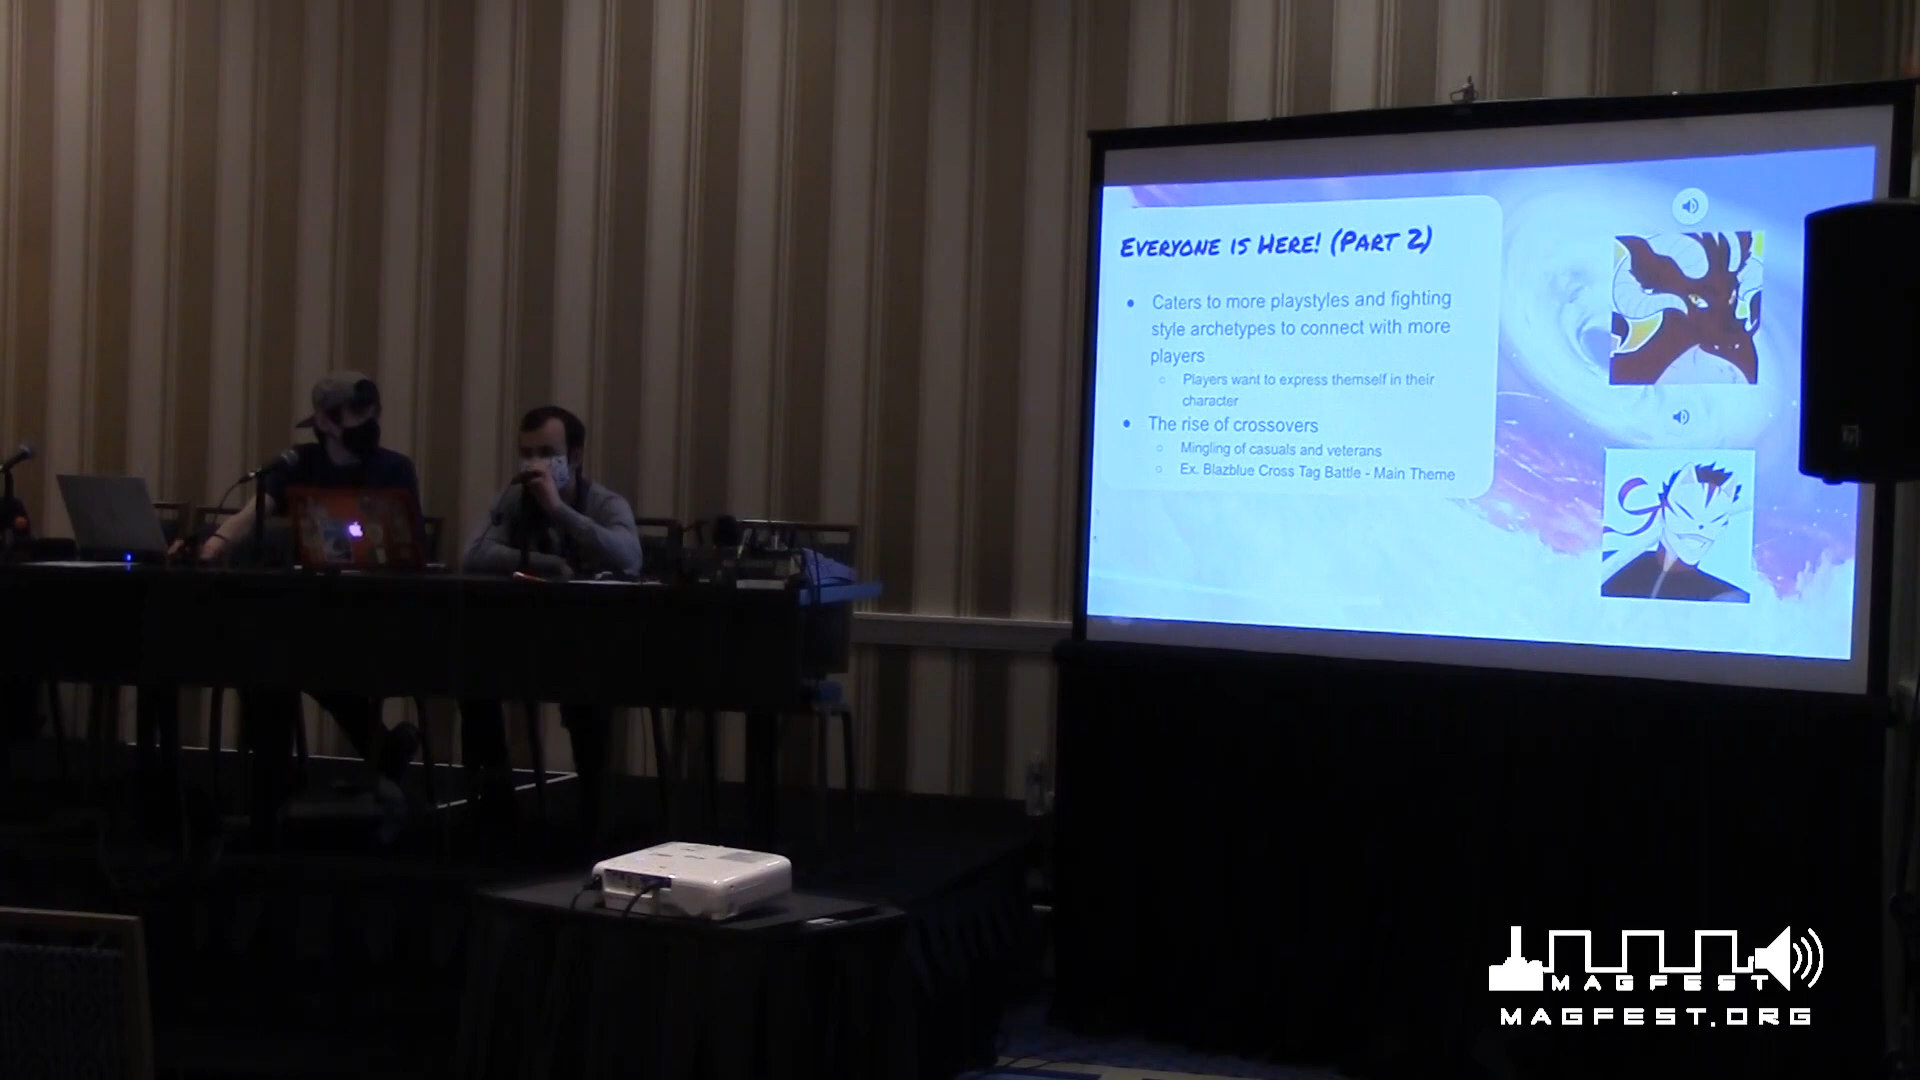 EVERYONE IS HERE! (PART 2)
● Caters to more playstyles and fighting
style archetypes to connect with more
players
○ Players want to express themself in their
character
● The rise of crossovers
○ Mingling of casuals and veterans
○ Ex. Blazblue Cross Tag Battle - Main Theme
MAGFEST
MAGFEST.ORG